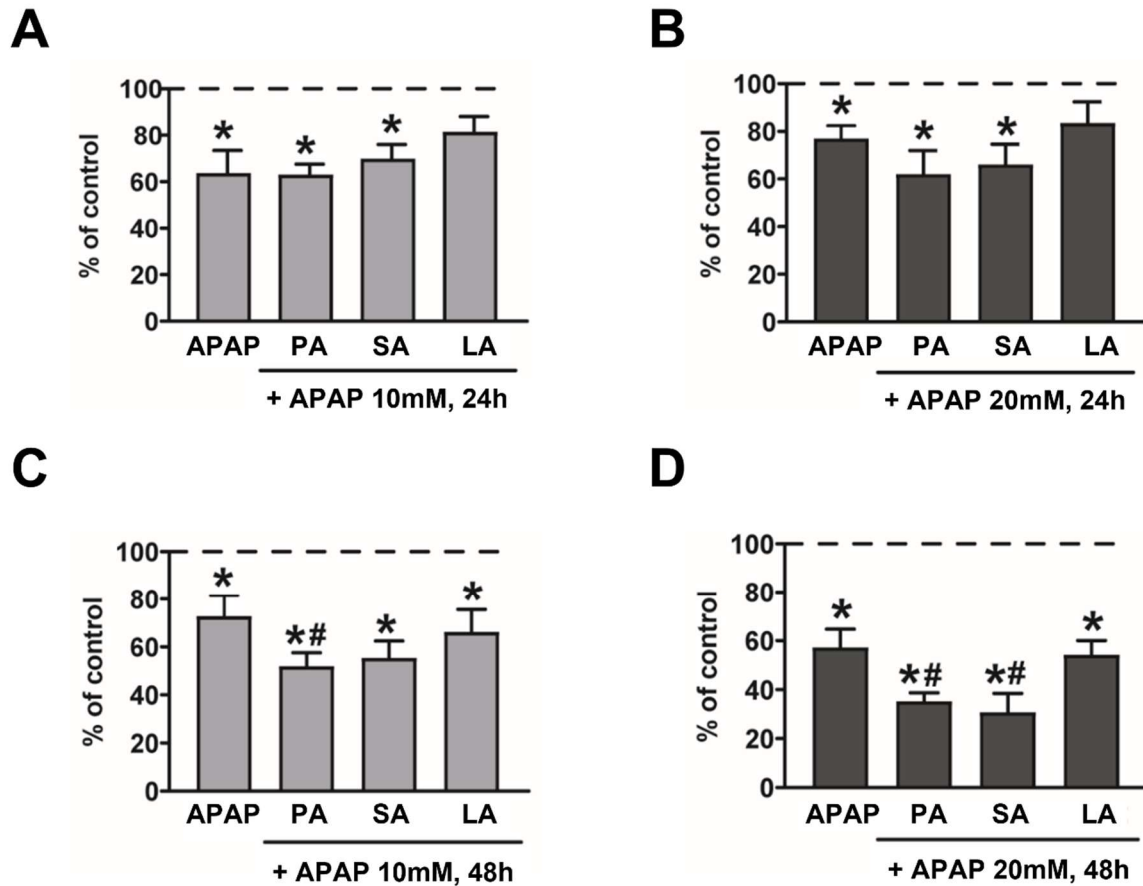 A
% of control
100
80
60
40
20
0
* * *
APAP PA SA LA
+ APAP 10mM, 24h
B
% of control
100
80
60
40
20
0
* * *
APAP PA SA LA
+ APAP 20mM, 24h
C
% of control
100
80
60
40
20
0
* *# * *
APAP PA SA LA
+ APAP 10mM, 48h
D
% of control
100
80
60
40
20
0
* *# *# *
APAP PA SA LA
+ APAP 20mM, 48h